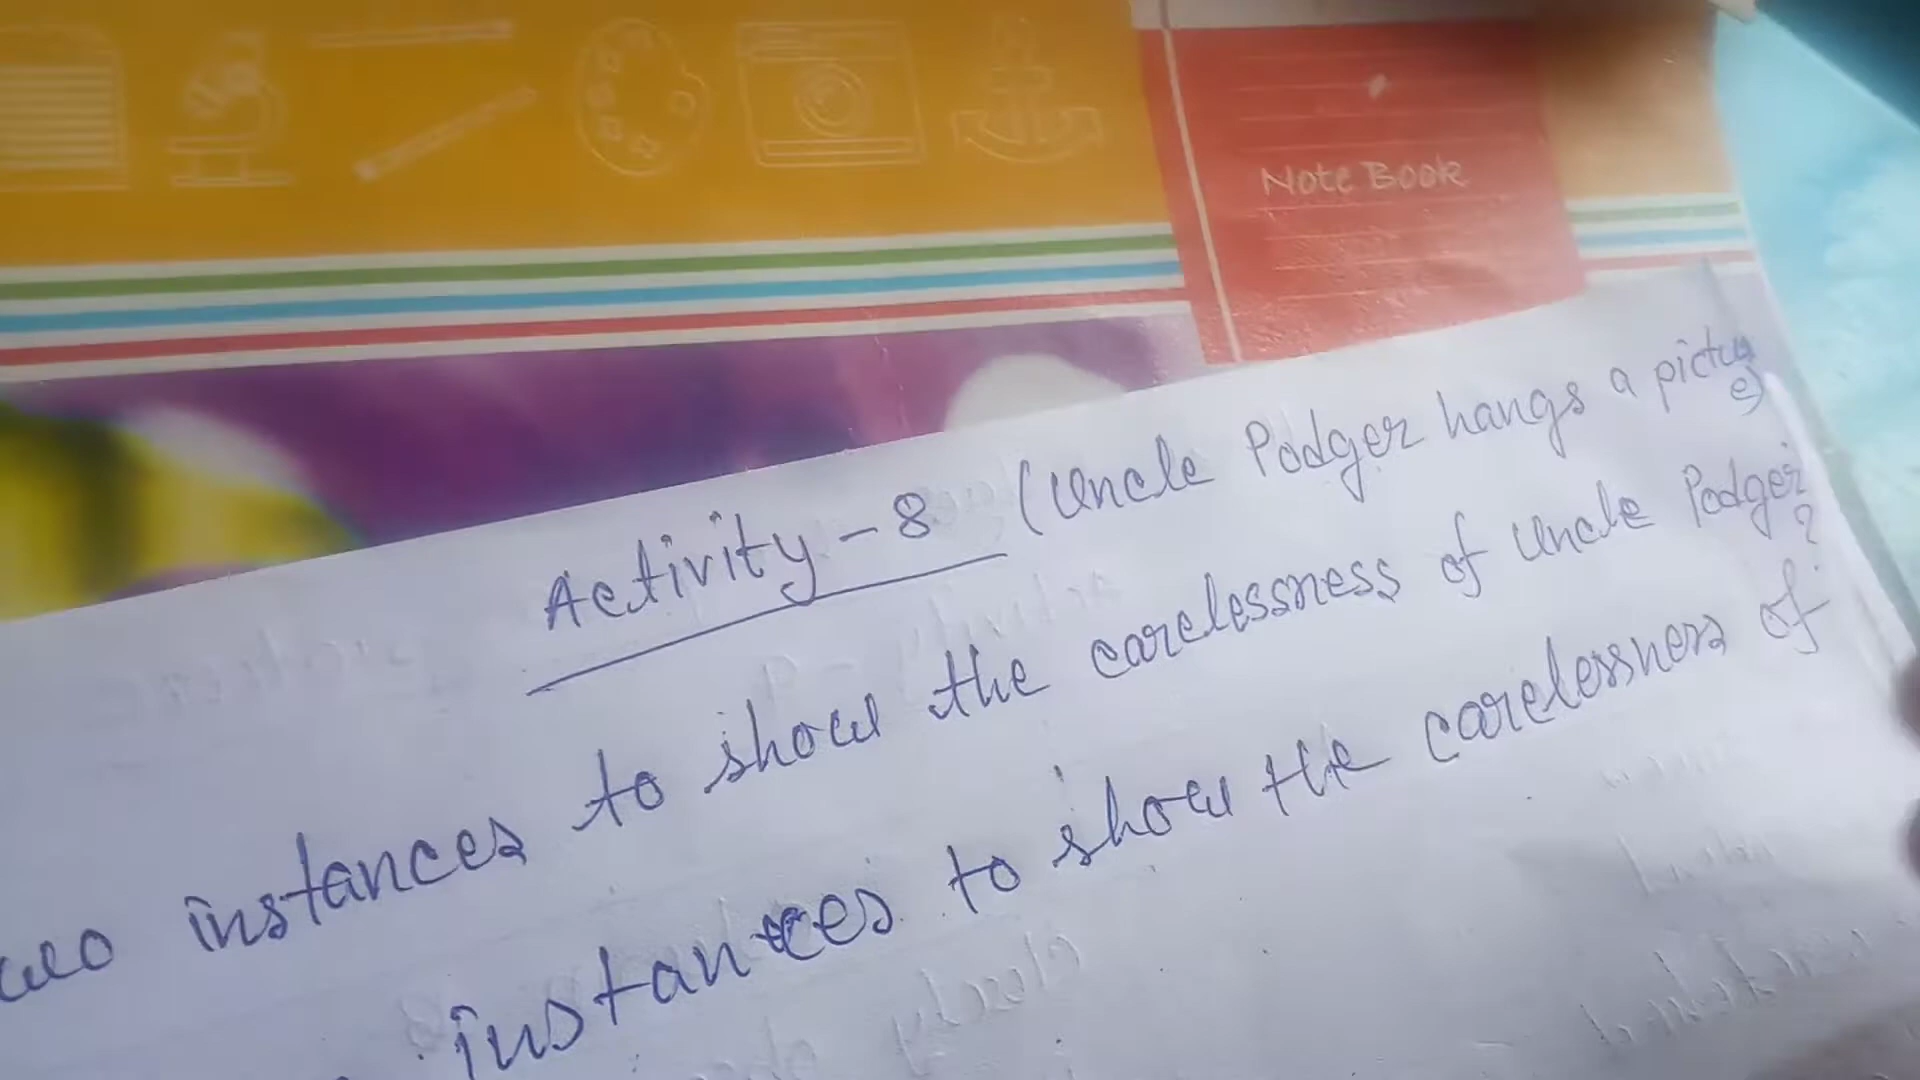 Note Book
Activity - 8 (Uncle Podger hangs a picture)
instances to show the carelessness of Uncle Podger?
instances to show the carelessness of